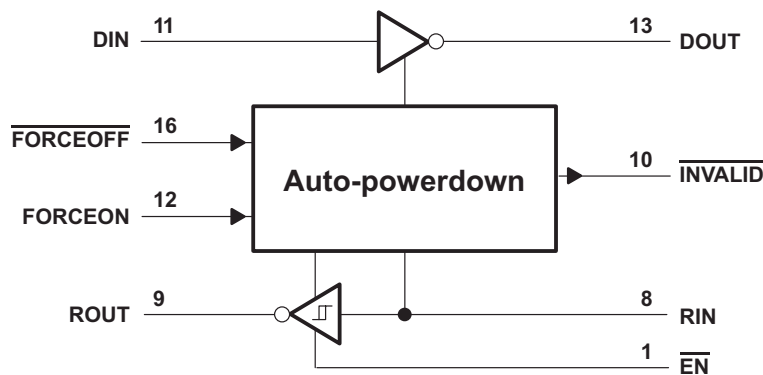 DIN 11 13 DOUT
FORCEOFF 16
Auto-powerdown 10 INVALID
FORCEON 12
ROUT 9 8 RIN
1 EN